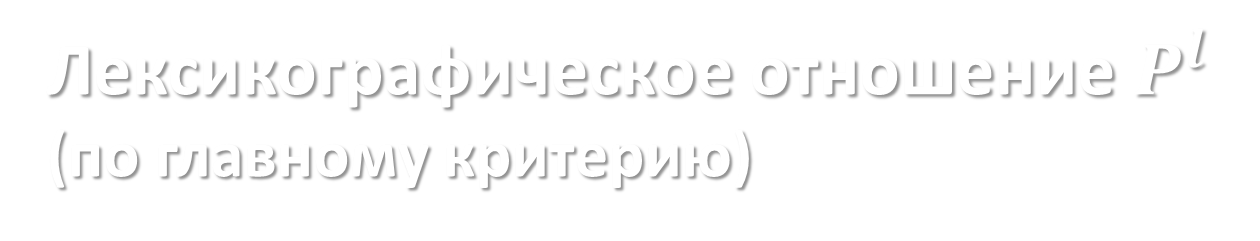 Лексикографическое отношение $P^l$
(по главному критерию)